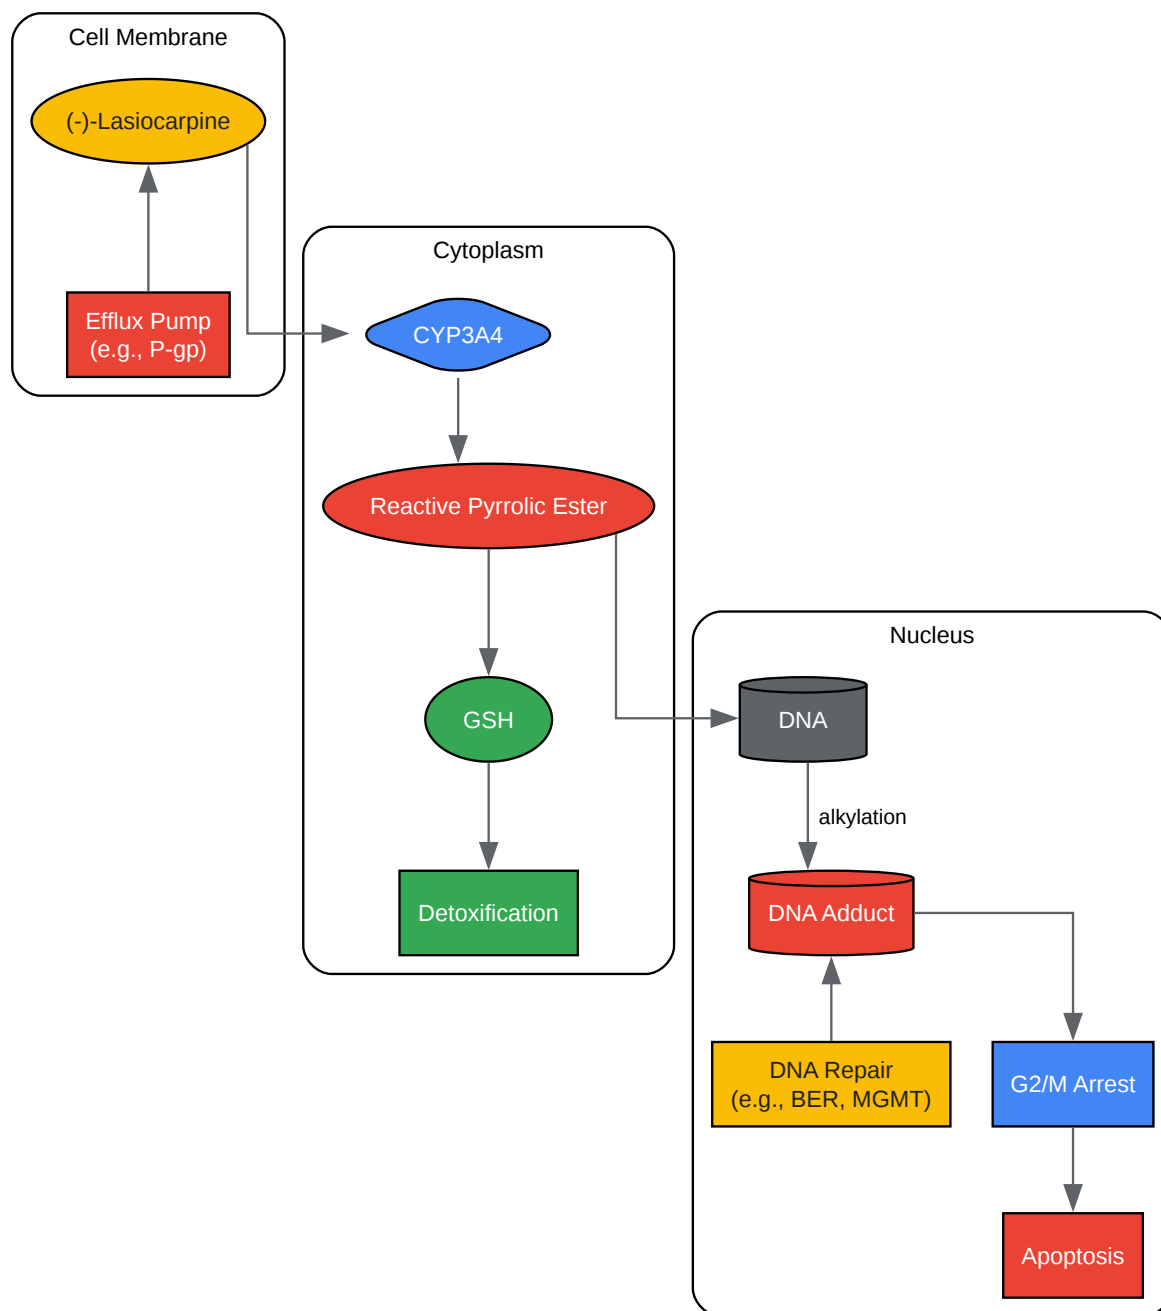 Cell Membrane
(-)-Lasiocarpine
Efflux Pump
(e.g., P-gp)
Cytoplasm
CYP3A4
Reactive Pyrrolic Ester
GSH
Detoxification
Nucleus
DNA
alkylation
DNA Adduct
DNA Repair
(e.g., BER, MGMT)
G2/M Arrest
Apoptosis